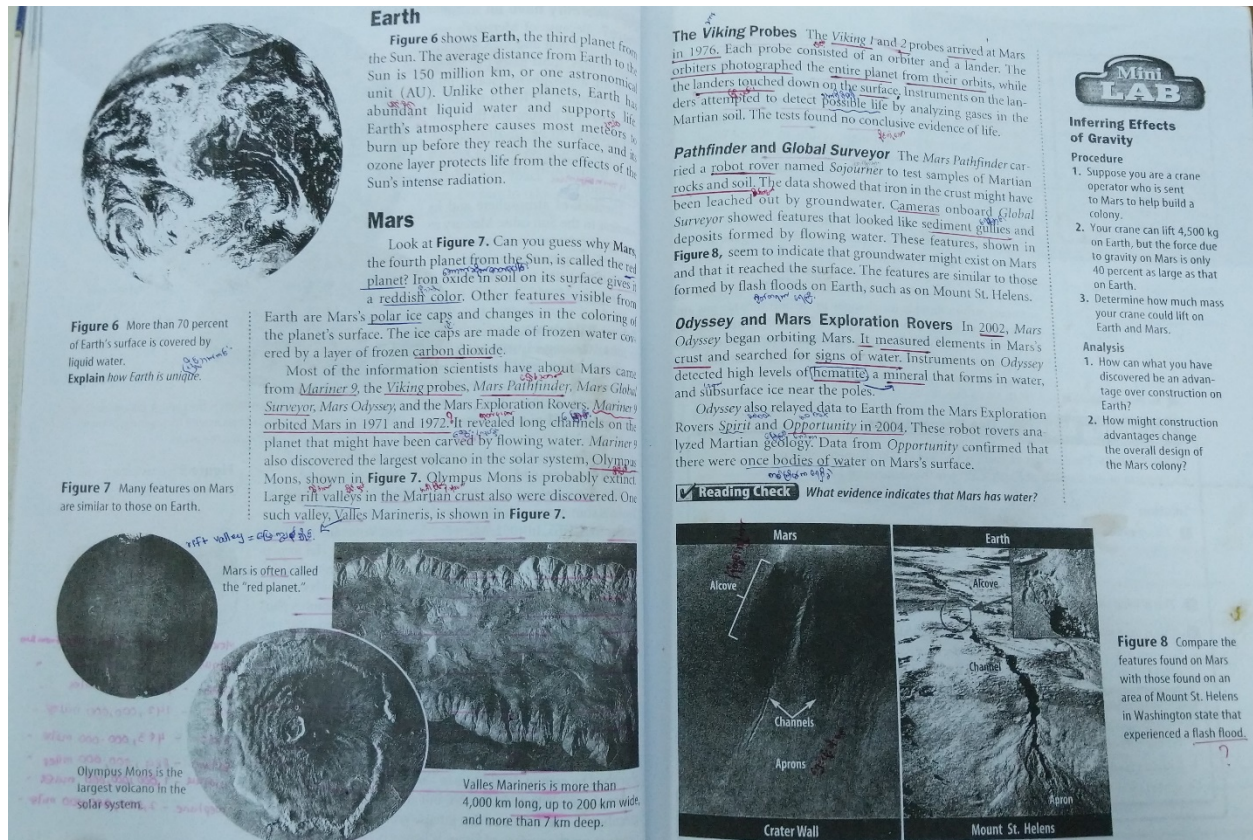 Earth
Figure 6 shows Earth, the third planet from
the Sun. The average distance from Earth to the
Sun is 150 million km, or one astronomical
unit (AU). Unlike other planets, Earth has
abundant liquid water and supports life.
Earth's atmosphere causes most meteors to
burn up before they reach the surface, and its
ozone layer protects life from the effects of the
Sun's intense radiation.
Mars
Look at Figure 7. Can you guess why Mars,
the fourth planet from the Sun, is called the red
planet? Iron oxide in soil on its surface gives it
a reddish color. Other features visible from
Earth are Mars's polar ice caps and changes in the coloring of
the planet's surface. The ice caps are made of frozen water cov-
ered by a layer of frozen carbon dioxide.
Most of the information scientists have about Mars came
from Mariner 9, the Viking probes, Mars Pathfinder, Mars Global
Surveyor, Mars Odyssey, and the Mars Exploration Rovers. Mariner 9
orbited Mars in 1971 and 1972. It revealed long channels on the
planet that might have been carved by flowing water. Mariner 9
also discovered the largest volcano in the solar system, Olympus
Mons, shown in Figure 7. Olympus Mons is probably extinct.
Large rift valleys in the Martian crust also were discovered. One
such valley, Valles Marineris, is shown in Figure 7.
Figure 6 More than 70 percent
of Earth's surface is covered by
liquid water.
Explain how Earth is unique.
Figure 7 Many features on Mars
are similar to those on Earth.
rift valley =
Mars is often called
the "red planet."
Olympus Mons is the
largest volcano in the
solar system.
Valles Marineris is more than
4,000 km long, up to 200 km wide,
and more than 7 km deep.
The Viking Probes The Viking 1 and 2 probes arrived at Mars
in 1976. Each probe consisted of an orbiter and a lander. The
orbiters photographed the entire planet from their orbits, while
the landers touched down on the surface. Instruments on the lan-
ders attempted to detect possible life by analyzing gases in the
Martian soil. The tests found no conclusive evidence of life.
Pathfinder and Global Surveyor The Mars Pathfinder car-
ried a robot rover named Sojourner to test samples of Martian
rocks and soil. The data showed that iron in the crust might have
been leached out by groundwater. Cameras onboard Global
Surveyor showed features that looked like sediment gullies and
deposits formed by flowing water. These features, shown in
Figure 8, seem to indicate that groundwater might exist on Mars
and that it reached the surface. The features are similar to those
formed by flash floods on Earth, such as on Mount St. Helens.
Odyssey and Mars Exploration Rovers In 2002, Mars
Odyssey began orbiting Mars. It measured elements in Mars's
crust and searched for signs of water. Instruments on Odyssey
detected high levels of hematite, a mineral that forms in water,
and subsurface ice near the poles.
Odyssey also relayed data to Earth from the Mars Exploration
Rovers Spirit and Opportunity in 2004. These robot rovers ana-
lyzed Martian geology. Data from Opportunity confirmed that
there were once bodies of water on Mars's surface.
Reading Check What evidence indicates that Mars has water?
Mini
LAB
Inferring Effects
of Gravity
Procedure
1. Suppose you are a crane
operator who is sent
to Mars to help build a
colony.
2. Your crane can lift 4,500 kg
on Earth, but the force due
to gravity on Mars is only
40 percent as large as that
on Earth.
3. Determine how much mass
your crane could lift on
Earth and Mars.
Analysis
1. How can what you have
discovered be an advan-
tage over construction on
Earth?
2. How might construction
advantages change
the overall design of
the Mars colony?
Mars
Alcove
Channels
Aprons
Crater Wall
Earth
Alcove
Channel
Apron
Mount St. Helens
Figure 8 Compare the
features found on Mars
with those found on an
area of Mount St. Helens
in Washington state that
experienced a flash flood.
?